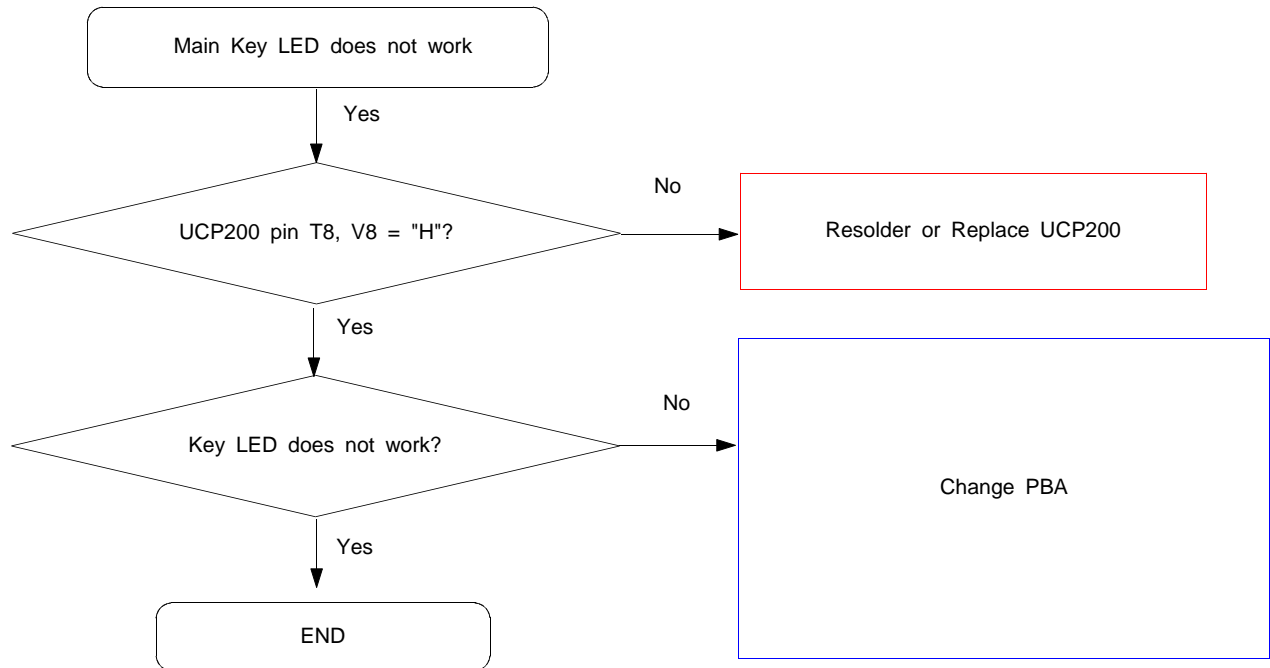 Main Key LED does not work
Yes
UCP200 pin T8, V8 = "H"?
No
Resolder or Replace UCP200
Yes
Key LED does not work?
No
Change PBA
Yes
END